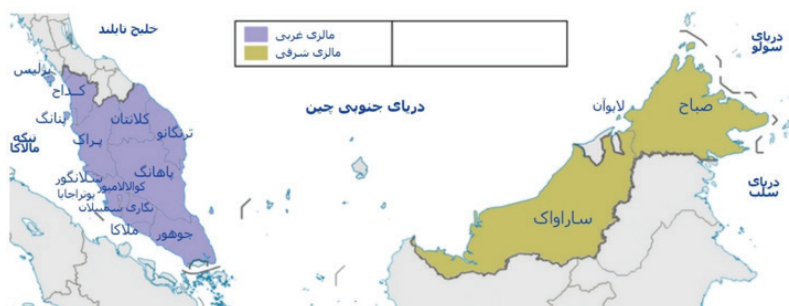 خلیج تایلند
مالزی غربی
مالزی شرقی
دریای
سولو
پرلیس
کداح
پنانگ
کلانتان
ترنگانو
پراک
تنگه
مالاکا
دریای جنوبی چین
لابوآن
صباح
پاهانگ
سلانگور
کوالالامپور
پوتراجایا
نگاری سمبیلان
ملاکا
جوهور
ساراواک
دریای
سلب